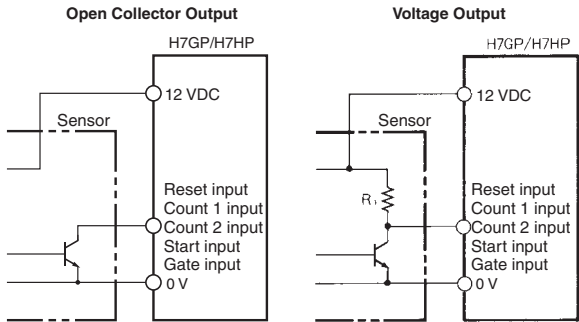 Open Collector Output
H7GP/H7HP
12 VDC
Sensor
Reset input
Count 1 input
Count 2 input
Start input
Gate input
0 V
Voltage Output
H7GP/H7HP
12 VDC
Sensor
R₁
Reset input
Count 1 input
Count 2 input
Start input
Gate input
0 V